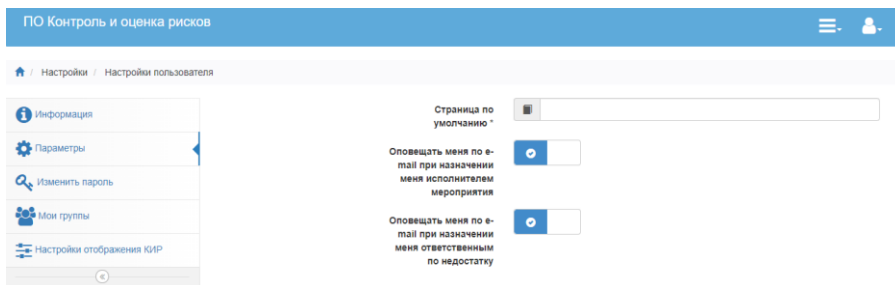 ПО Контроль и оценка рисков
/ Настройки / Настройки пользователя
Информация
Параметры
Изменить пароль
Мои группы
Настройки отображения КИР
Страница по
умолчанию *
Оповещать меня по e-
mail при назначении
меня исполнителем
мероприятия
Оповещать меня по e-
mail при назначении
меня ответственным
по недостатку